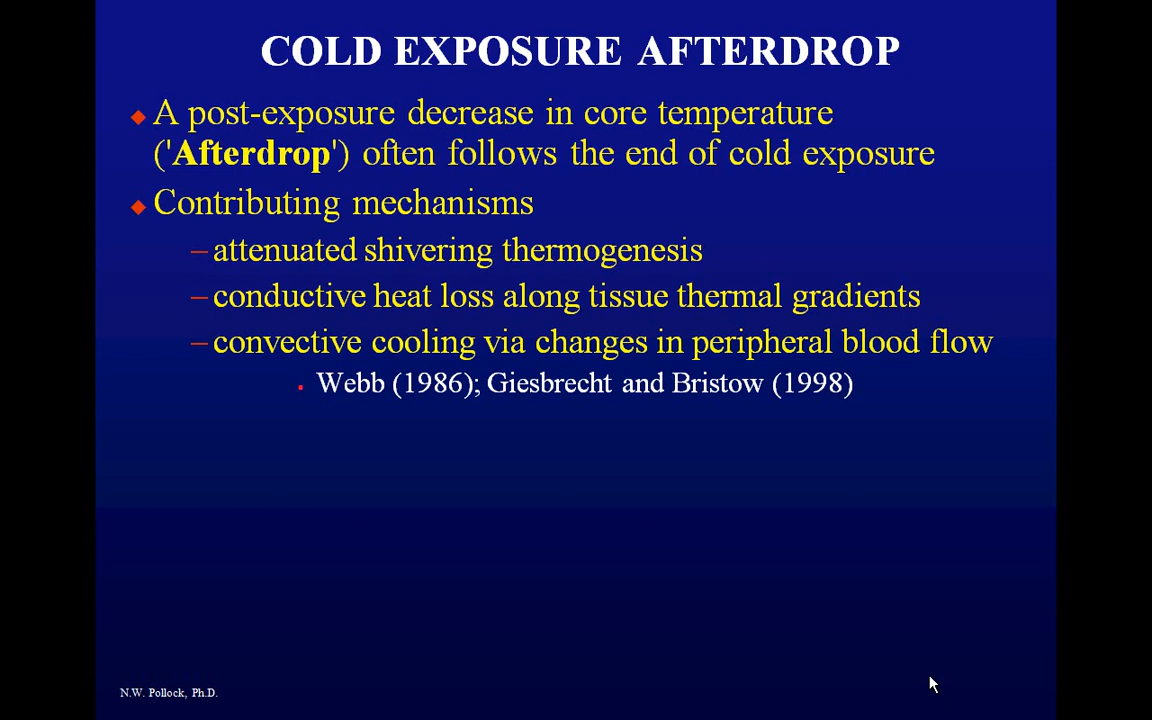 COLD EXPOSURE AFTERDROP
A post-exposure decrease in core temperature
('Afterdrop') often follows the end of cold exposure
Contributing mechanisms
–attenuated shivering thermogenesis
–conductive heat loss along tissue thermal gradients
–convective cooling via changes in peripheral blood flow
Webb (1986); Giesbrecht and Bristow (1998)
N.W. Pollock, Ph.D.